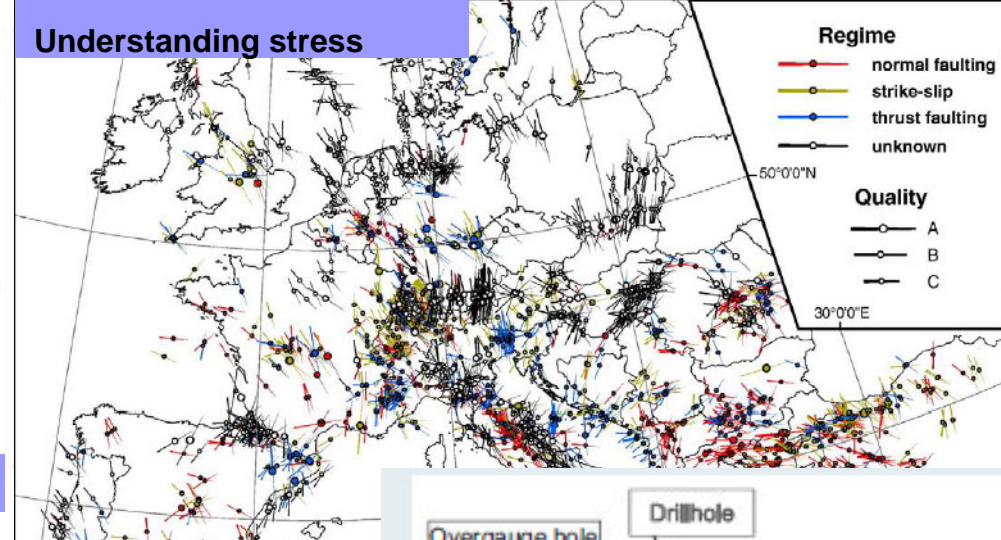 Understanding stress
Regime
normal faulting
strike-slip
thrust faulting
unknown
50°0'0"N
Quality
A
B
C
30°0'0"E
Drillhole
Overgauge hole